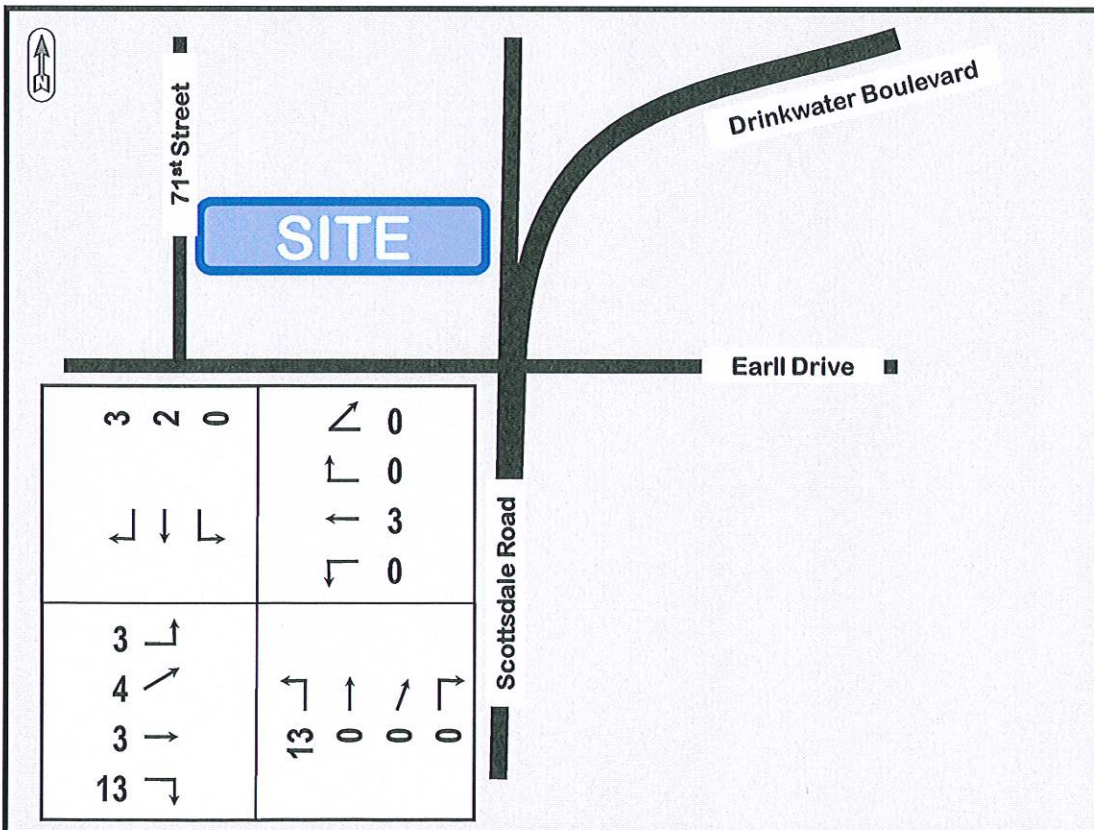 N
71st Street
Drinkwater Boulevard
SITE
Earll Drive
Scottsdale Road
3 2 0
0
0
3
0
3
4
3
13
13 0 0 0